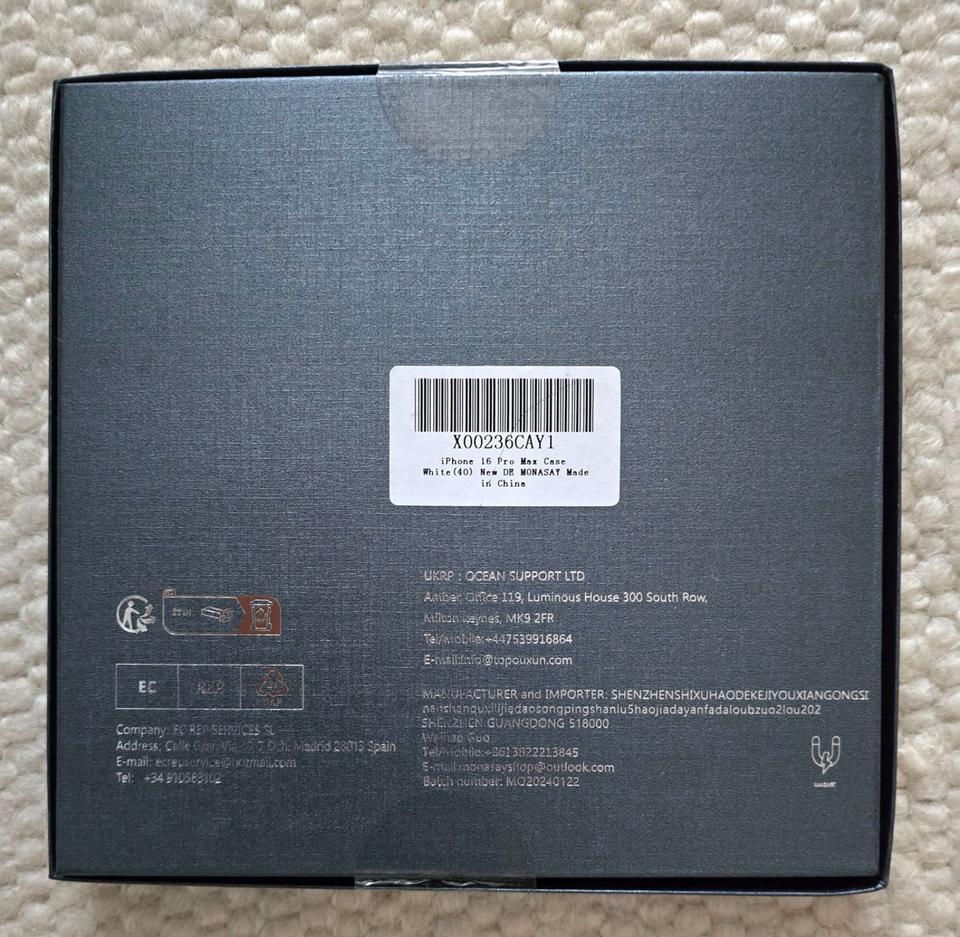 X00236CAY1
iPhone 16 Pro Max Case
White(40) New DE MONASAY Made
in China
UKRP : OCEAN SUPPORT LTD
Amber, Office 119, Luminous House 300 South Row,
Milton keynes, MK9 2FR
Tel/Mobile:+447539916864
E-mail:info@topouxun.com
EC REP
Company: EC REP SERVICES SL
Address: Calle Gran Via 7 Dch. Madrid 28013 Spain
E-mail: ecrepservice@hotmail.com
Tel: +34 910563102
MANUFACTURER and IMPORTER: SHENZHENSHIXUHAODEKEJIYOUXIANGONGSI
SHENZHEN GUANGDONG 518000
Weihao Guo
Tel/Mobile:+8613822213845
E-mail:monasayshop@outlook.com
Batch number: MO20240122
MAGNET